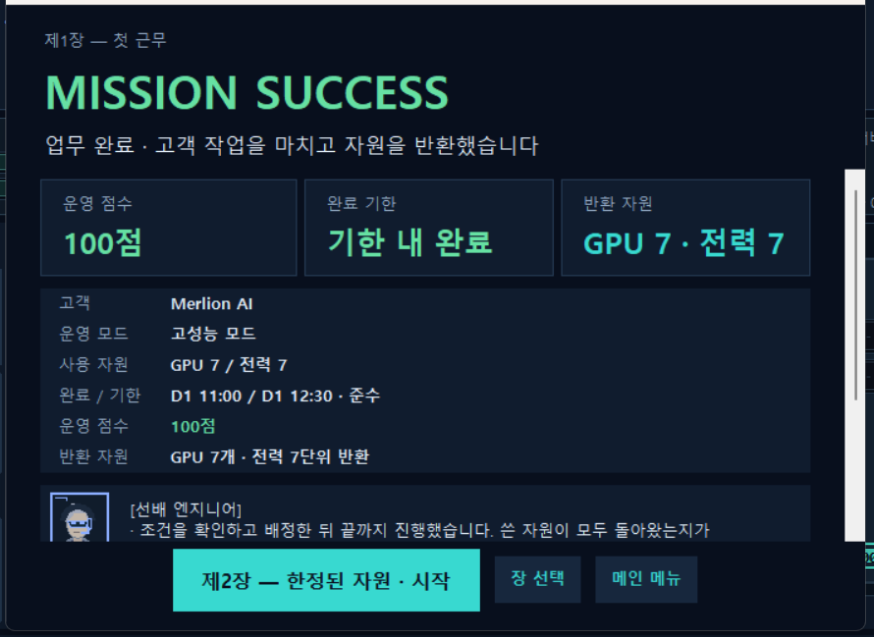 제1장 — 첫 근무
MISSION SUCCESS
업무 완료 · 고객 작업을 마치고 자원을 반환했습니다
운영 점수
100점
완료 기한
기한 내 완료
반환 자원
GPU 7 · 전력 7
고객 Merlion AI
운영 모드 고성능 모드
사용 자원 GPU 7 / 전력 7
완료 / 기한 D1 11:00 / D1 12:30 · 준수
운영 점수 100점
반환 자원 GPU 7개 · 전력 7단위 반환
[선배 엔지니어]
· 조건을 확인하고 배정한 뒤 끝까지 진행했습니다. 쓴 자원이 모두 돌아왔는지가
제2장 — 한정된 자원 · 시작
장 선택
메인 메뉴